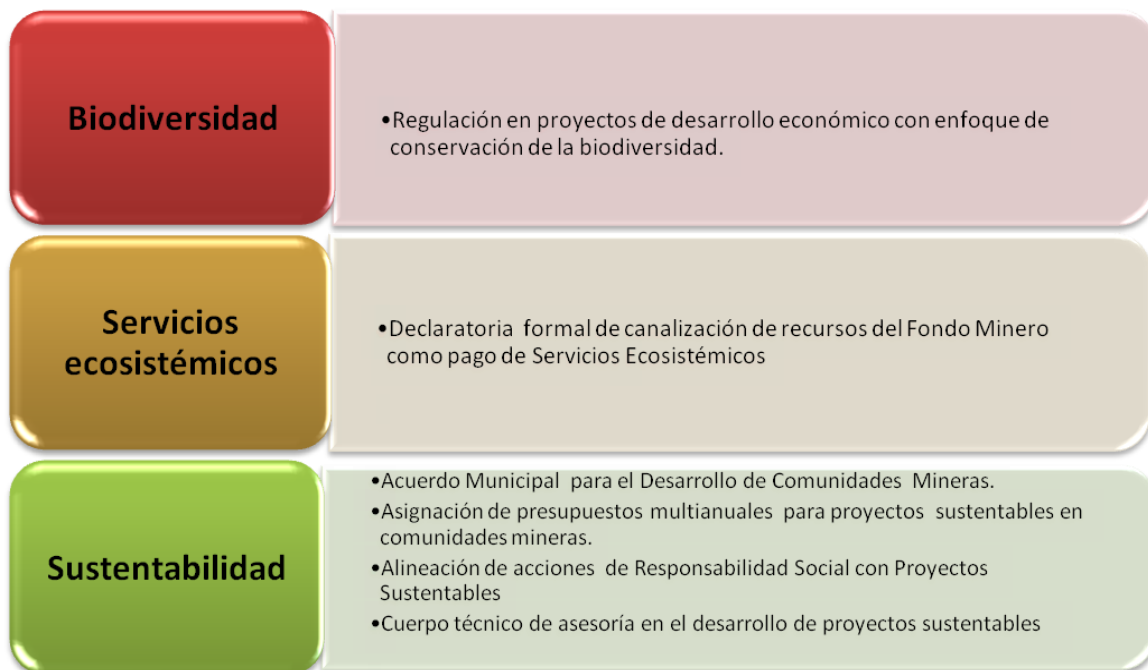 Biodiversidad
•Regulación en proyectos de desarrollo económico con enfoque de
conservación de la biodiversidad.
Servicios
ecosistémicos
•Declaratoria formal de canalización de recursos del Fondo Minero
como pago de Servicios Ecosistémicos
Sustentabilidad
•Acuerdo Municipal para el Desarrollo de Comunidades Mineras.
•Asignación de presupuestos multianuales para proyectos sustentables en
comunidades mineras.
•Alineación de acciones de Responsabilidad Social con Proyectos
Sustentables
•Cuerpo técnico de asesoría en el desarrollo de proyectos sustentables